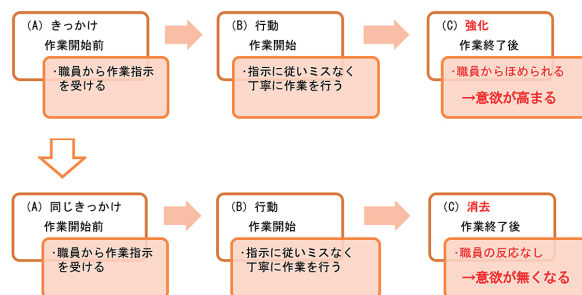 (A) きっかけ
作業開始前
・職員から作業指示
を受ける
(B) 行動
作業開始
・指示に従いミスなく
丁寧に作業を行う
(C) 強化
作業終了後
・職員からほめられる
→意欲が高まる
(A) 同じきっかけ
作業開始前
・職員から作業指示
を受ける
(B) 行動
作業開始
・指示に従いミスなく
丁寧に作業を行う
(C) 消去
作業終了後
・職員の反応なし
→意欲が無くなる